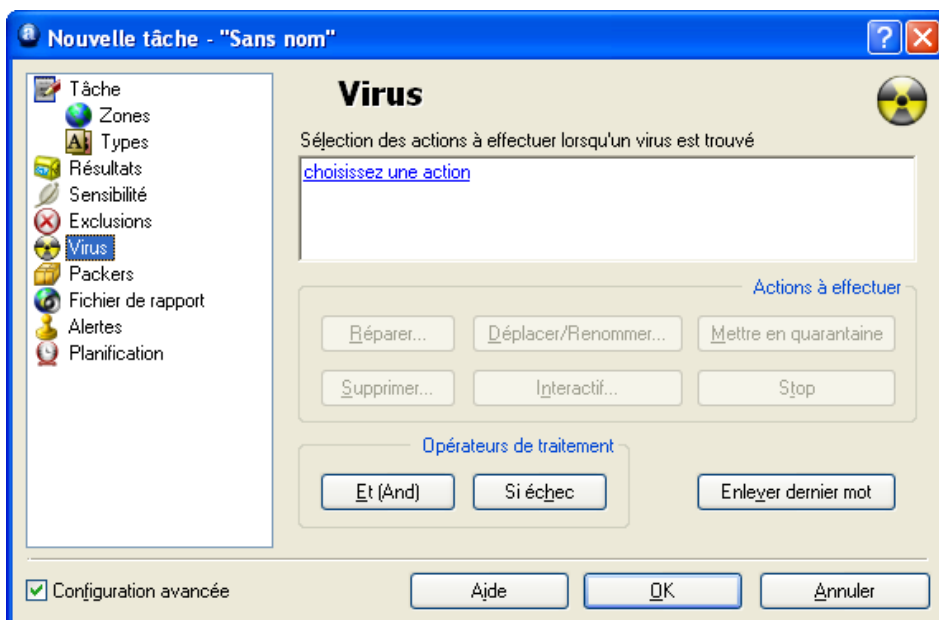 Nouvelle tâche - "Sans nom"
Tâche
Zones
Types
Résultats
Sensibilité
Exclusions
Virus
Packers
Fichier de rapport
Alertes
Planification
Virus
Sélection des actions à effectuer lorsqu'un virus est trouvé
choisissez une action
Actions à effectuer
Réparer... Déplacer/Renommer... Mettre en quarantaine
Supprimer... Interactif... Stop
Opérateurs de traitement
Et (And) Si échec Enlever dernier mot
Configuration avancée Aide OK Annuler